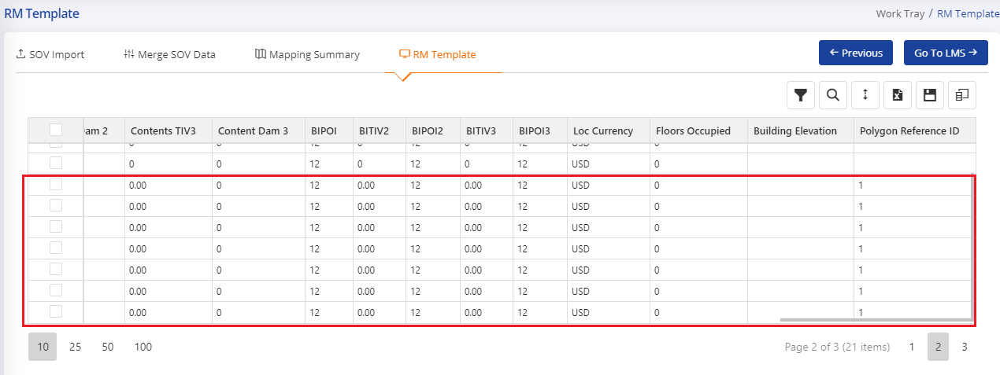 RM Template
Work Tray / RM Template
SOV Import Merge SOV Data Mapping Summary RM Template Previous Go To LMS
Dam 2 Contents TIV3 Content Dam 3 BIPOI BITIV2 BIPOI2 BITIV3 BIPOI3 Loc Currency Floors Occupied Building Elevation Polygon Reference ID
0 0 12 0 12 0 12 USD 0
0 0 12 0 12 0 12 USD 0
0.00 0 12 0.00 12 0.00 12 USD 0 1
0.00 0 12 0.00 12 0.00 12 USD 0 1
0.00 0 12 0.00 12 0.00 12 USD 0 1
0.00 0 12 0.00 12 0.00 12 USD 0 1
0.00 0 12 0.00 12 0.00 12 USD 0 1
0.00 0 12 0.00 12 0.00 12 USD 0 1
0.00 0 12 0.00 12 0.00 12 USD 0 1
10 25 50 100 Page 2 of 3 (21 items) 1 2 3